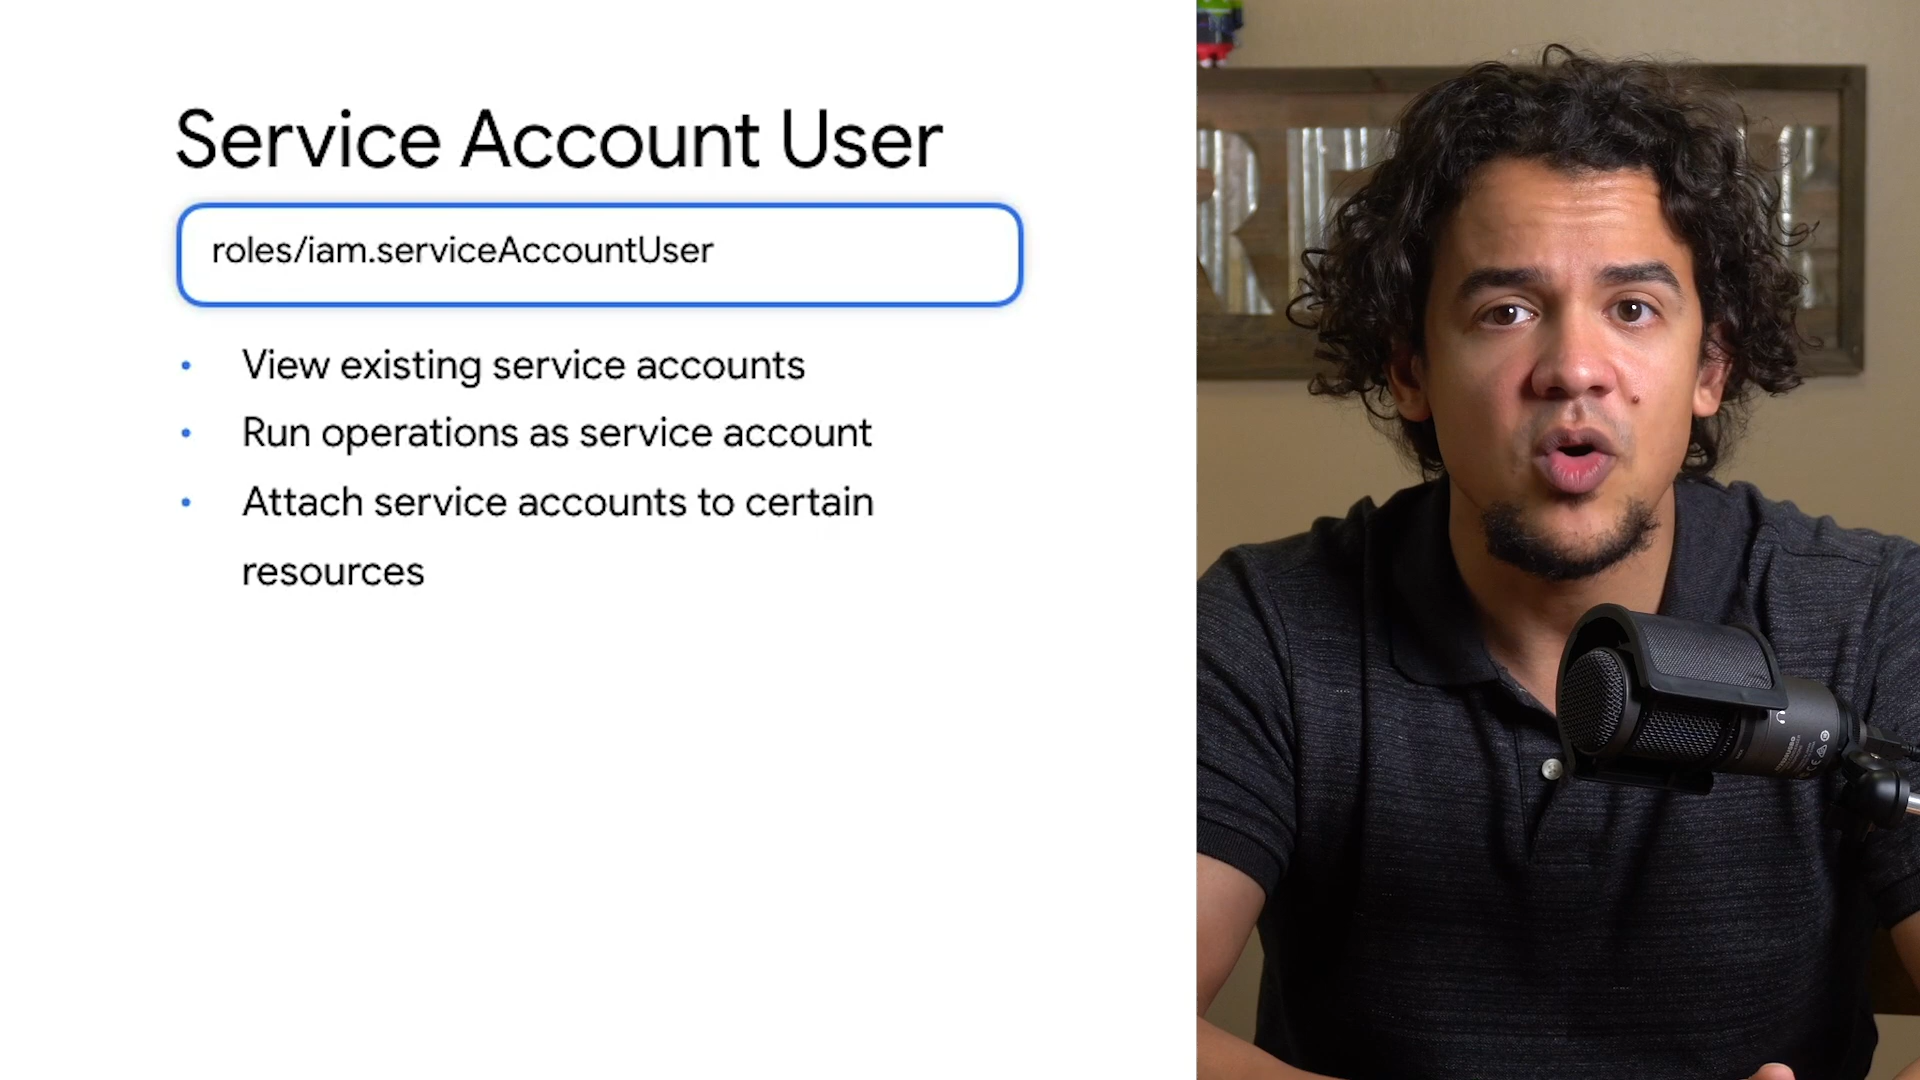 Service Account User
roles/iam.serviceAccountUser
• View existing service accounts
• Run operations as service account
• Attach service accounts to certain
resources